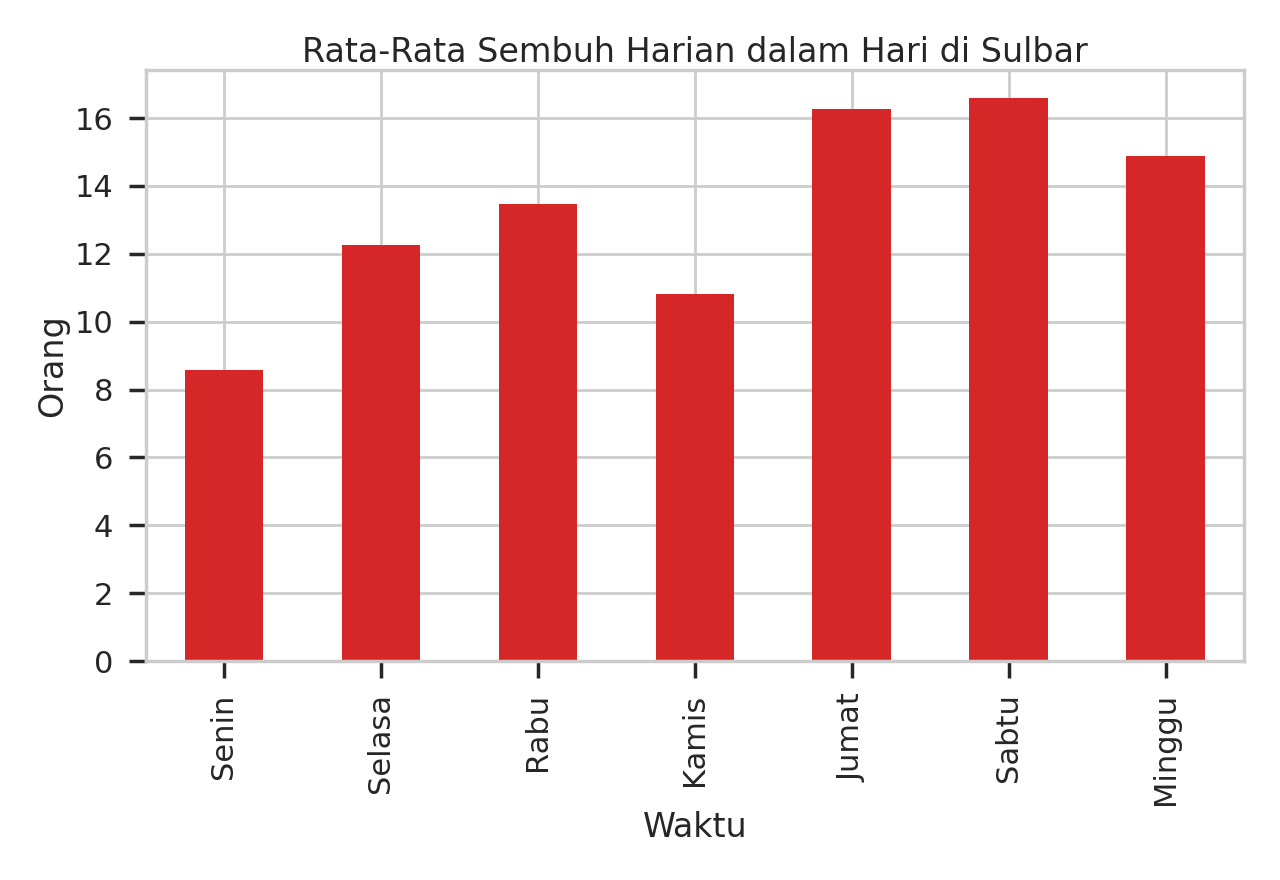 Rata-Rata Sembuh Harian dalam Hari di Sulbar
Orang
16
14
12
10
8
6
4
2
0
Senin
Selasa
Rabu
Kamis
Jumat
Sabtu
Minggu
Waktu